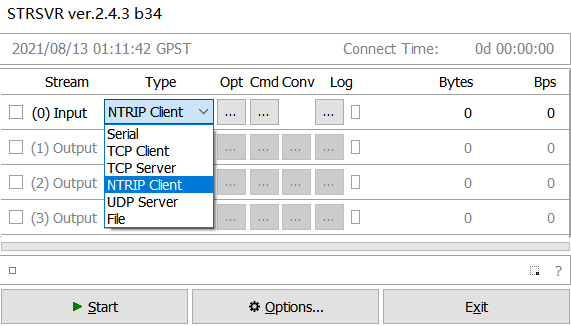 STRSVR ver.2.4.3 b34
2021/08/13 01:11:42 GPST Connect Time: 0d 00:00:00
Stream Type Opt Cmd Conv Log Bytes Bps
(0) Input NTRIP Client ... ... ... 0 0
Serial
(1) Output TCP Client ... ... ... ... 0 0
TCP Server
(2) Output NTRIP Client ... ... ... ... 0 0
UDP Server
(3) Output File ... ... ... ... 0 0
?
Start Options... Exit